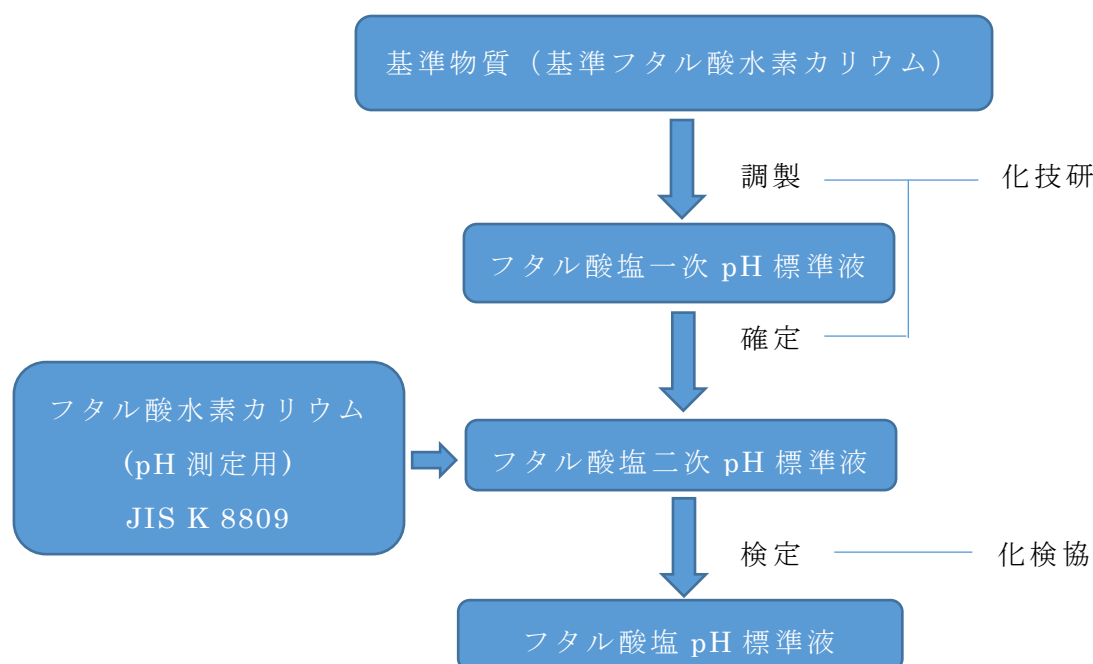 基準物質（基準フタル酸水素カリウム）
調製
化技研
フタル酸塩一次 pH 標準液
確定
フタル酸水素カリウム
(pH 測定用)
JIS K 8809
フタル酸塩二次 pH 標準液
検定
化検協
フタル酸塩 pH 標準液